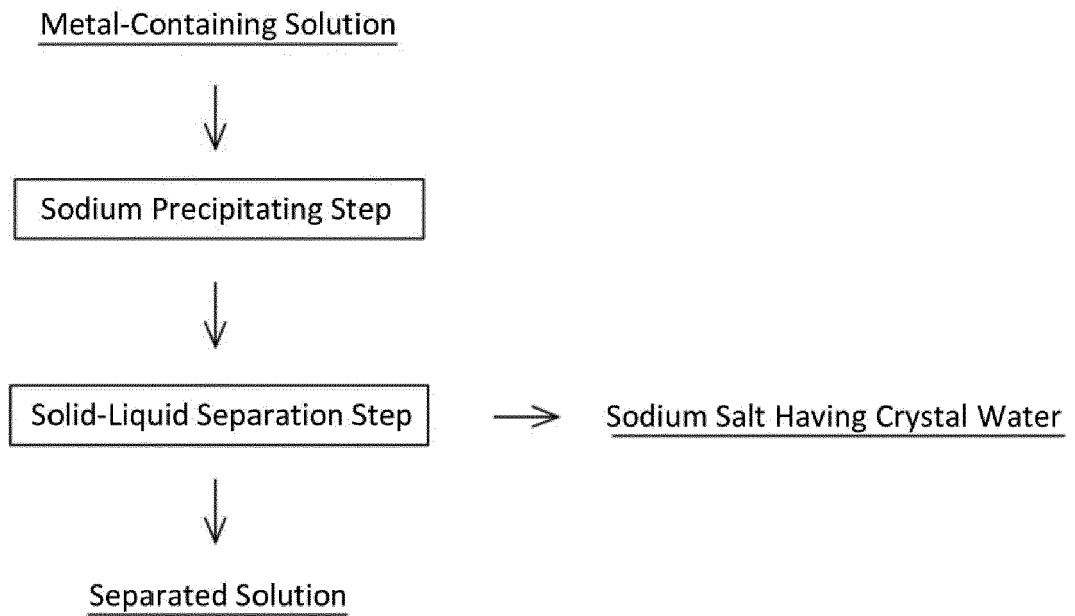 Metal-Containing Solution
Sodium Precipitating Step
Solid-Liquid Separation Step
Sodium Salt Having Crystal Water
Separated Solution